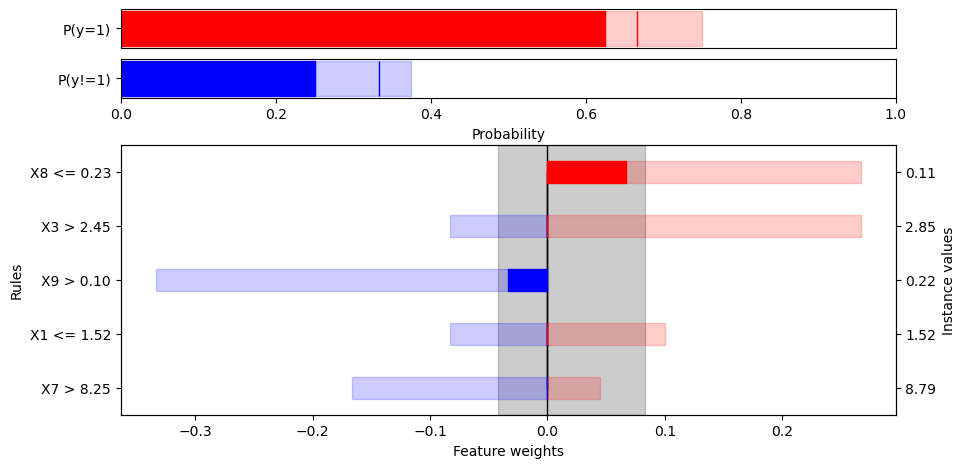 P(y=1)
P(y!=1)
0.0 0.2 0.4 0.6 0.8 1.0
Probability
X8 <= 0.23 0.11
X3 > 2.45 2.85
X9 > 0.10 0.22
X1 <= 1.52 1.52
X7 > 8.25 8.79
Rules
Instance values
−0.3 −0.2 −0.1 0.0 0.1 0.2
Feature weights